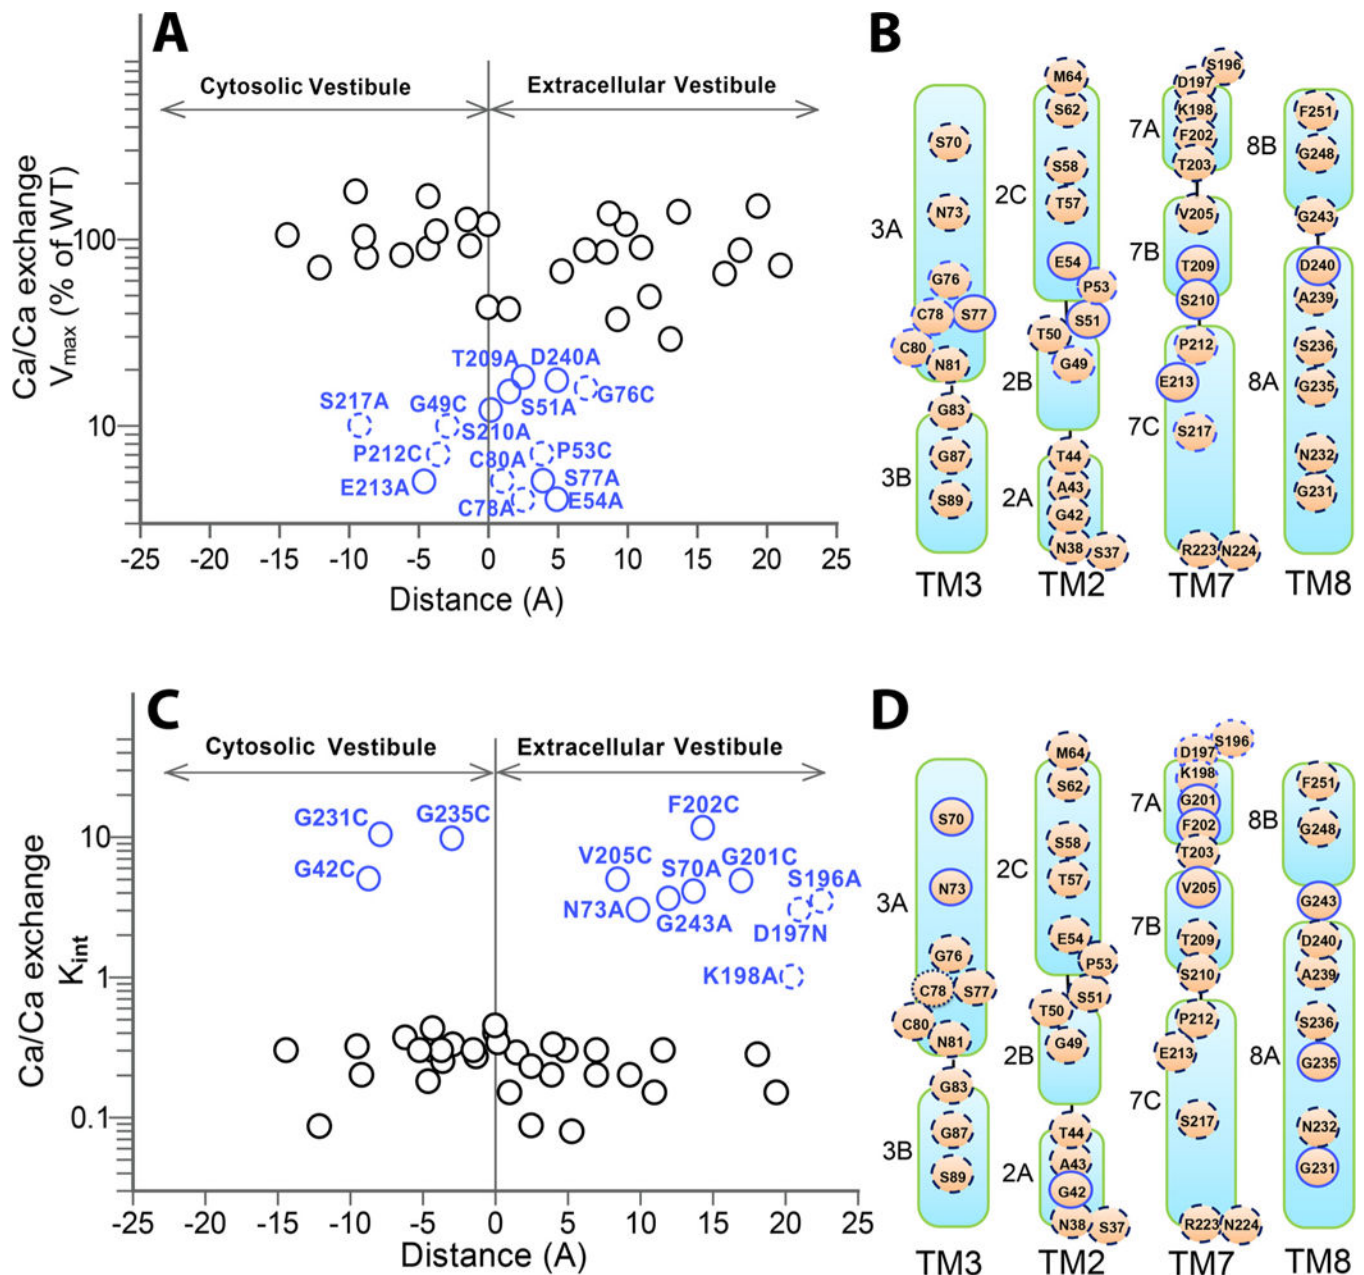 A
Cytosolic Vestibule
Extracellular Vestibule
Ca/Ca exchange
Vmax (% of WT)
100
10
T209A
D240A
S217A
G49C
S51A
G76C
S210A
P212C
C80A
P53C
E213A
S77A
C78A
E54A
-25 -20 -15 -10 -5 0 5 10 15 20 25
Distance (A)
B
3A
3B
S70
N73
G76
C78
S77
C80
N81
G83
G87
S89
TM3
2C
2B
2A
M64
S62
S58
T57
E54
P53
S51
T50
G49
T44
A43
G42
N38
S37
TM2
7A
7B
7C
S196
D197
K198
F202
T203
V205
T209
S210
P212
E213
S217
R223
N224
TM7
8B
8A
F251
G248
G243
D240
A239
S236
G235
N232
G231
TM8
C
Cytosolic Vestibule
Extracellular Vestibule
Ca/Ca exchange
Kint
10
1
0.1
G231C
G235C
F202C
G42C
V205C
S70A
G201C
S196A
N73A
G243A
D197N
K198A
-25 -20 -15 -10 -5 0 5 10 15 20 25
Distance (A)
D
3A
3B
S70
N73
G76
C78
S77
C80
N81
G83
G87
S89
TM3
2C
2B
2A
M64
S62
S58
T57
E54
P53
S51
T50
G49
T44
A43
G42
N38
S37
TM2
7A
7B
7C
S196
D197
K198
G201
F202
T203
V205
T209
S210
P212
E213
S217
R223
N224
TM7
8B
8A
F251
G248
G243
D240
A239
S236
G235
N232
G231
TM8